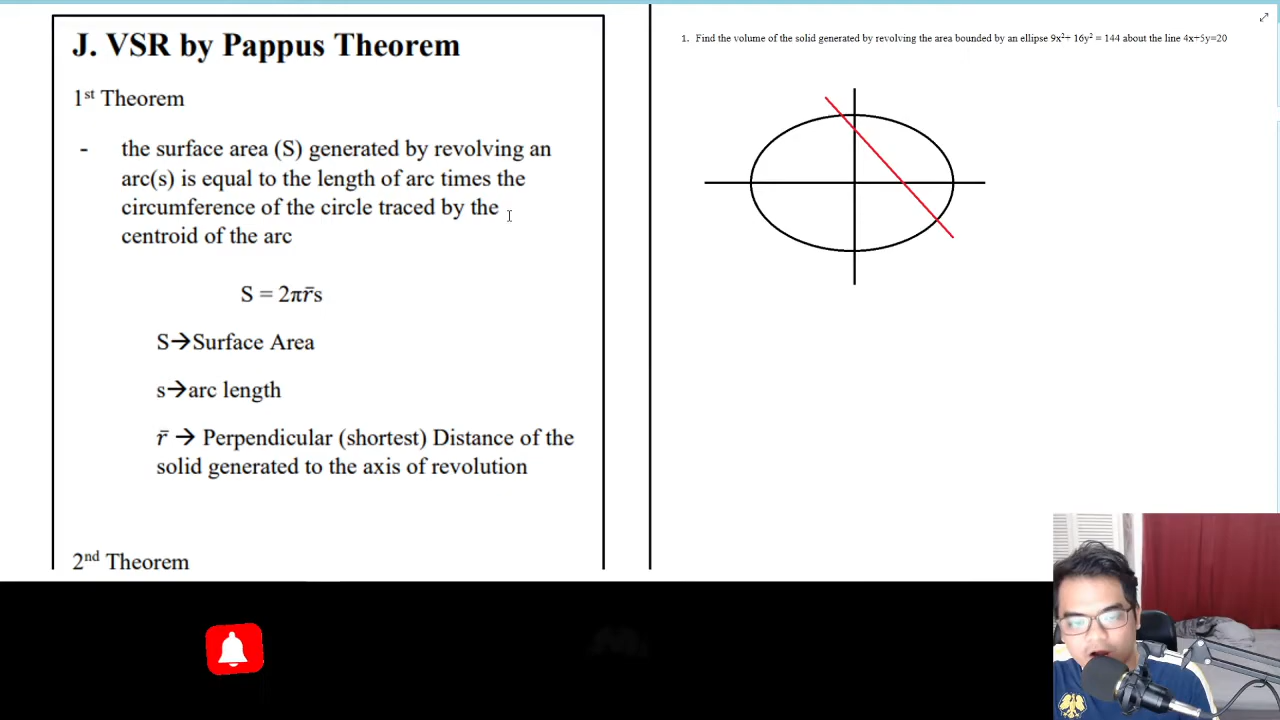 J. VSR by Pappus Theorem
1st Theorem
- the surface area (S) generated by revolving an
arc(s) is equal to the length of arc times the
circumference of the circle traced by the
centroid of the arc
S = 2πr̄s
S→Surface Area
s→arc length
r̄ → Perpendicular (shortest) Distance of the
solid generated to the axis of revolution
2nd Theorem
1. Find the volume of the solid generated by revolving the area bounded by an ellipse 9x²+ 16y² = 144 about the line 4x+5y=20